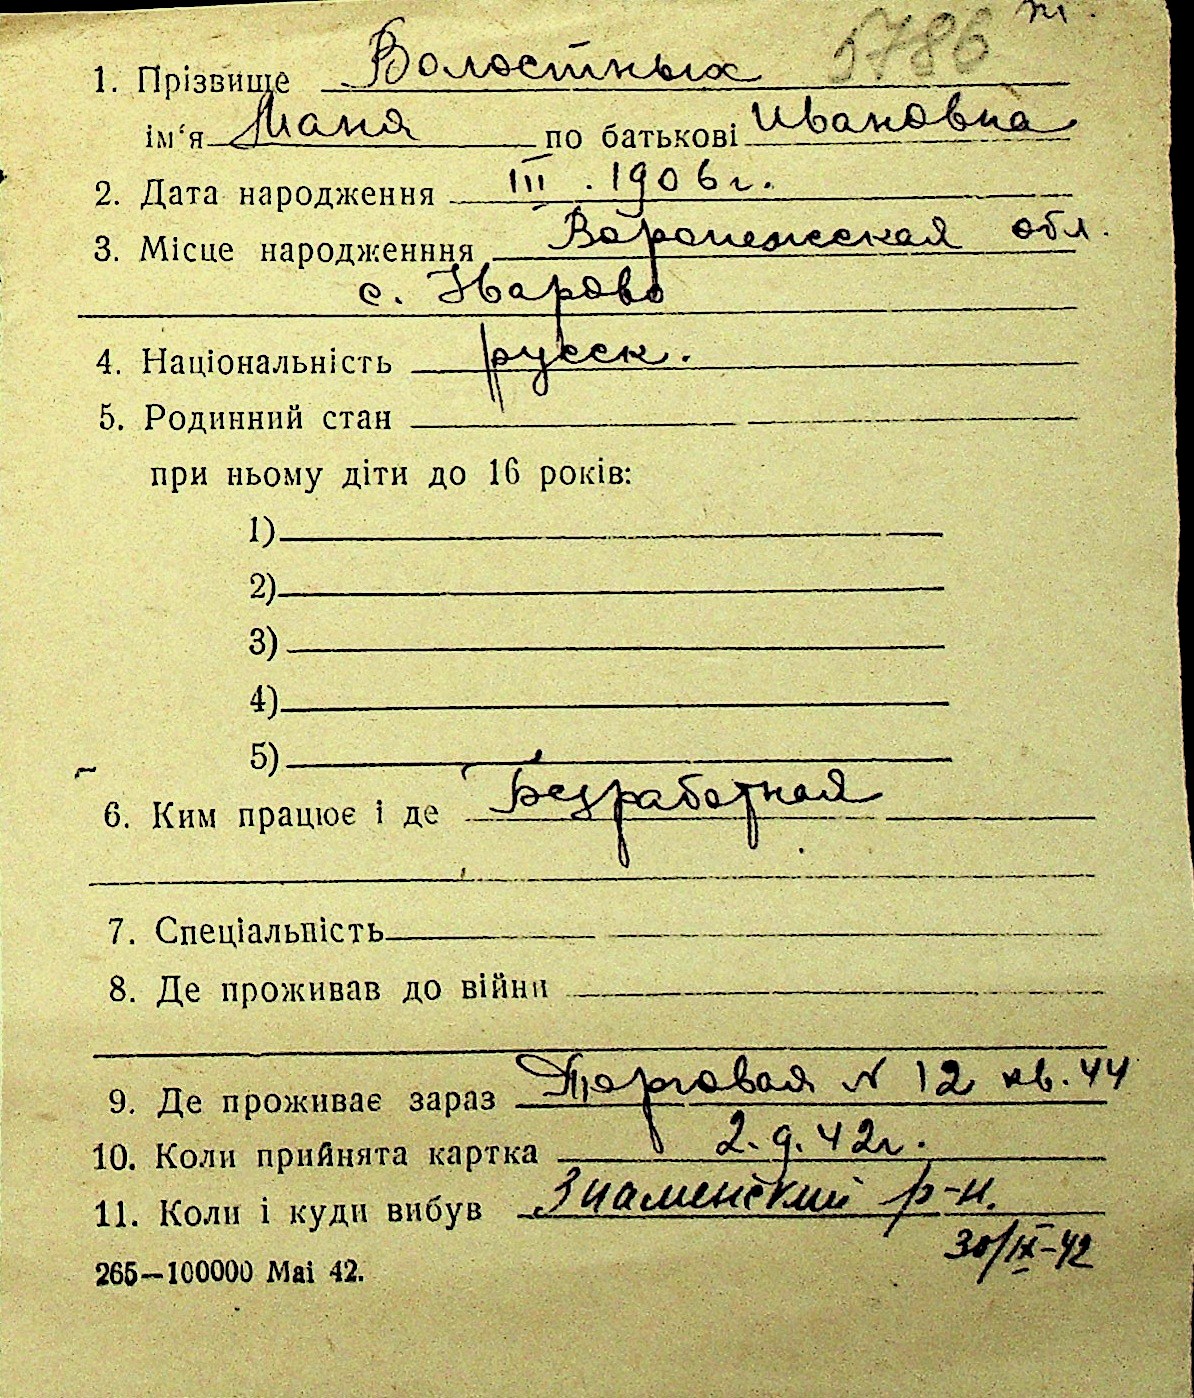 5786 ж.
1. Прізвище Волостных
ім‘я Маня по батькові Ивановна
2. Дата народження III. 1906 г.
3. Місце народженння Воронежская обл.
с. Уварово
4. Національність русск.
5. Родинний стан
при ньому діти до 16 років:
1)
2)
3)
4)
5)
6. Ким працює і де Безработная
7. Спеціальність
8. Де проживав до війни
9. Де проживає зараз Торговая N 12 кв. 44
10. Коли прийнята картка 2. 9. 42 г.
11. Коли і куди вибув Знаменский р-н.
30/IX-42
265—100000 Mai 42.